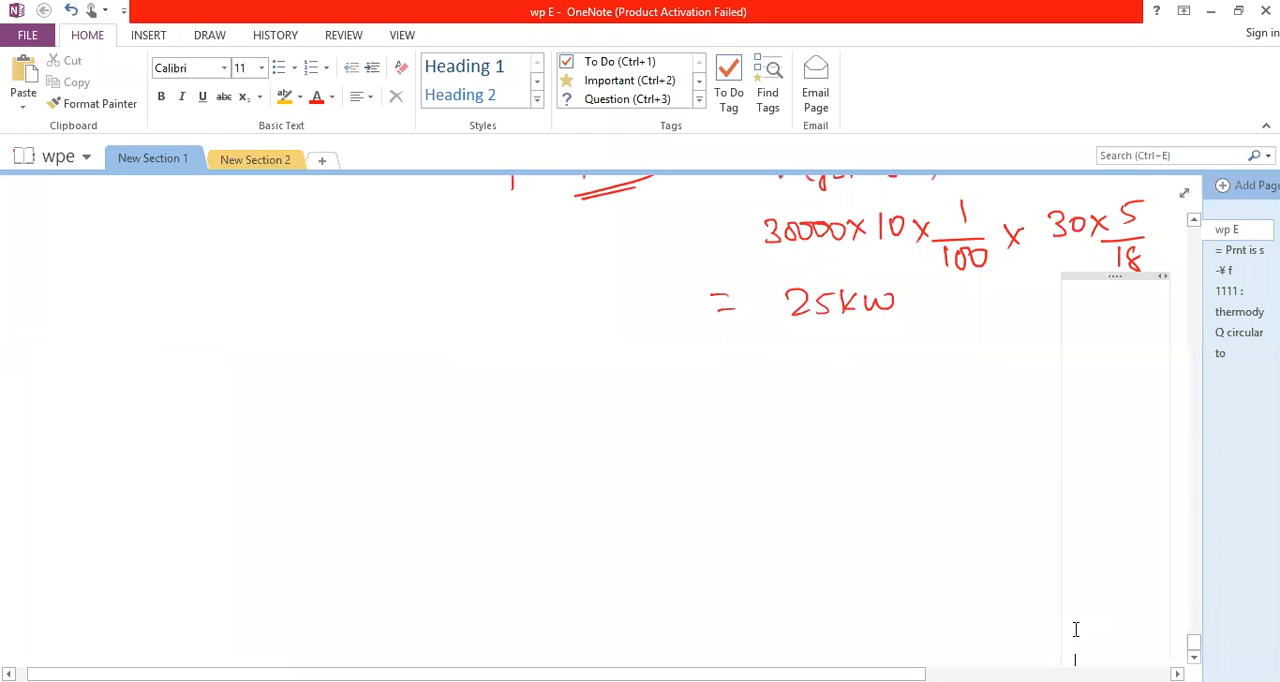 wp E - OneNote (Product Activation Failed)
?
FILE HOME INSERT DRAW HISTORY REVIEW VIEW
Sign in
Paste
Cut
Copy
Format Painter
Clipboard
Calibri 11
B I U abc X₂ A
Basic Text
Heading 1
Heading 2
Styles
To Do (Ctrl+1)
Important (Ctrl+2)
Question (Ctrl+3)
To Do Tag
Find Tags
Tags
Email Page
Email
wpe New Section 1 New Section 2 +
Search (Ctrl+E)
Add Page
wp E
= Prnt is s
-¥ f
1111 :
thermody
Q circular
to
30000 × 10 × 1/100 × 30 × 5/18
= 25 KW